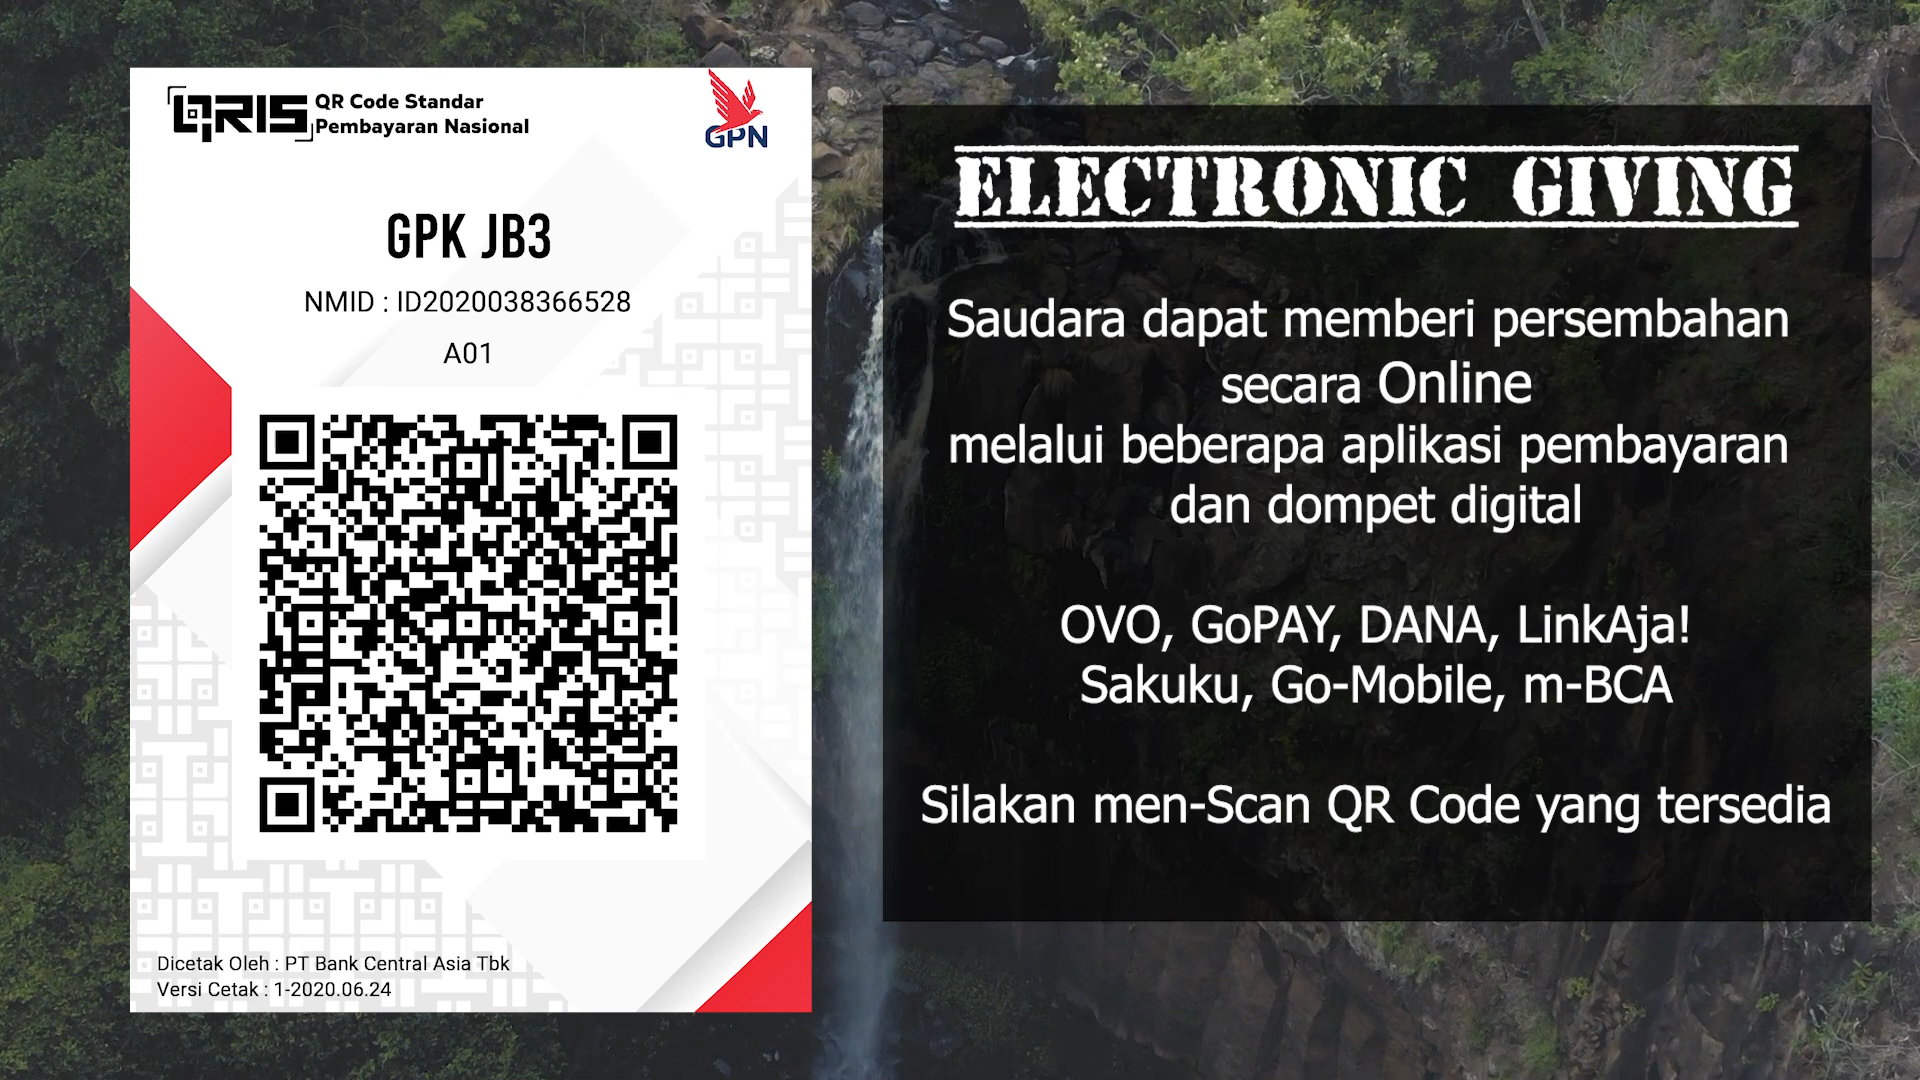 QRIS QR Code Standar
Pembayaran Nasional
GPN
GPK JB3
NMID : ID2020038366528
A01
Dicetak Oleh : PT Bank Central Asia Tbk
Versi Cetak : 1-2020.06.24
ELECTRONIC GIVING
Saudara dapat memberi persembahan
secara Online
melalui beberapa aplikasi pembayaran
dan dompet digital
OVO, GoPAY, DANA, LinkAja!
Sakuku, Go-Mobile, m-BCA
Silakan men-Scan QR Code yang tersedia